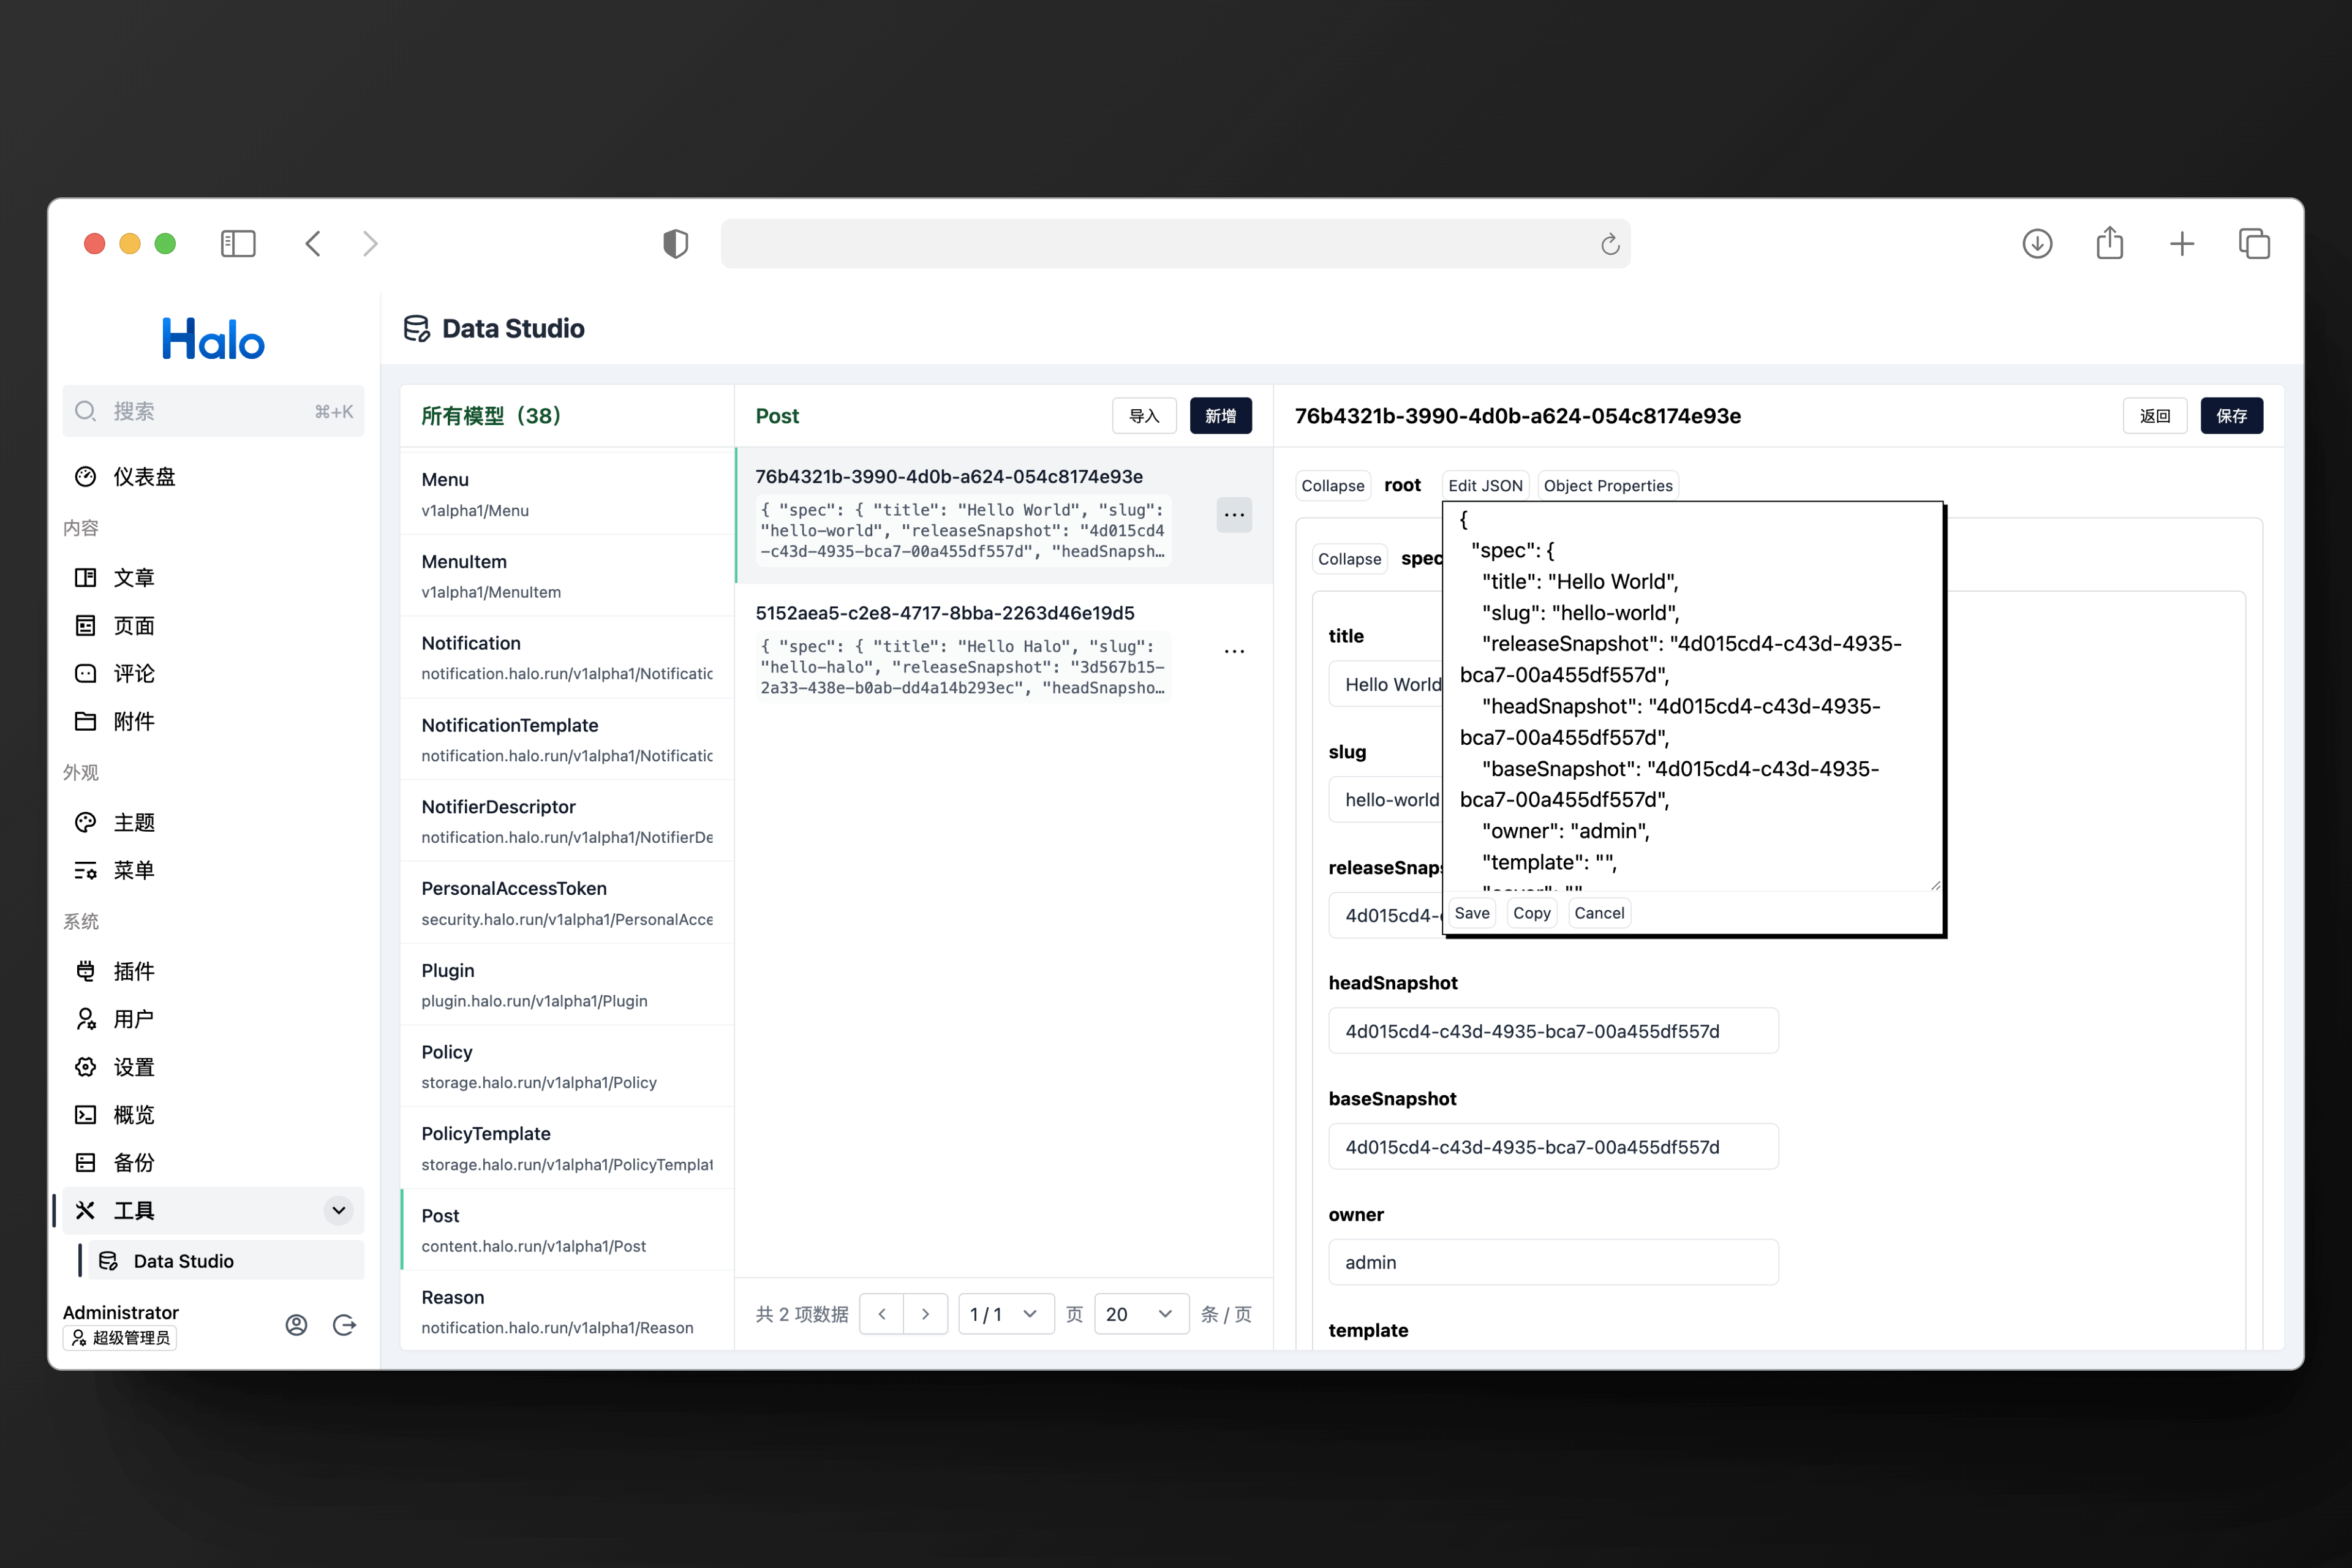 Halo
搜索 ⌘+K
仪表盘
内容
文章
页面
评论
附件
外观
主题
菜单
系统
插件
用户
设置
概览
备份
工具
Data Studio
Administrator
超级管理员
Data Studio
所有模型（38）
Menu
v1alpha1/Menu
MenuItem
v1alpha1/MenuItem
Notification
notification.halo.run/v1alpha1/Notificatic
NotificationTemplate
notification.halo.run/v1alpha1/Notificatic
NotifierDescriptor
notification.halo.run/v1alpha1/NotifierDe
PersonalAccessToken
security.halo.run/v1alpha1/PersonalAcce
Plugin
plugin.halo.run/v1alpha1/Plugin
Policy
storage.halo.run/v1alpha1/Policy
PolicyTemplate
storage.halo.run/v1alpha1/PolicyTemplat
Post
content.halo.run/v1alpha1/Post
Reason
notification.halo.run/v1alpha1/Reason
Post 导入 新增
76b4321b-3990-4d0b-a624-054c8174e93e
{ "spec": { "title": "Hello World", "slug":
"hello-world", "releaseSnapshot": "4d015cd4
-c43d-4935-bca7-00a455df557d", "headSnapsh…
5152aea5-c2e8-4717-8bba-2263d46e19d5
{ "spec": { "title": "Hello Halo", "slug":
"hello-halo", "releaseSnapshot": "3d567b15-
2a33-438e-b0ab-dd4a14b293ec", "headSnapsho…
共 2 项数据 1 / 1 页 20 条 / 页
76b4321b-3990-4d0b-a624-054c8174e93e 返回 保存
Collapse root Edit JSON Object Properties
Collapse spec
title
Hello World
slug
hello-world
releaseSnaps
4d015cd4-c
{
"spec": {
"title": "Hello World",
"slug": "hello-world",
"releaseSnapshot": "4d015cd4-c43d-4935-
bca7-00a455df557d",
"headSnapshot": "4d015cd4-c43d-4935-
bca7-00a455df557d",
"baseSnapshot": "4d015cd4-c43d-4935-
bca7-00a455df557d",
"owner": "admin",
"template": "",
Save Copy Cancel
headSnapshot
4d015cd4-c43d-4935-bca7-00a455df557d
baseSnapshot
4d015cd4-c43d-4935-bca7-00a455df557d
owner
admin
template